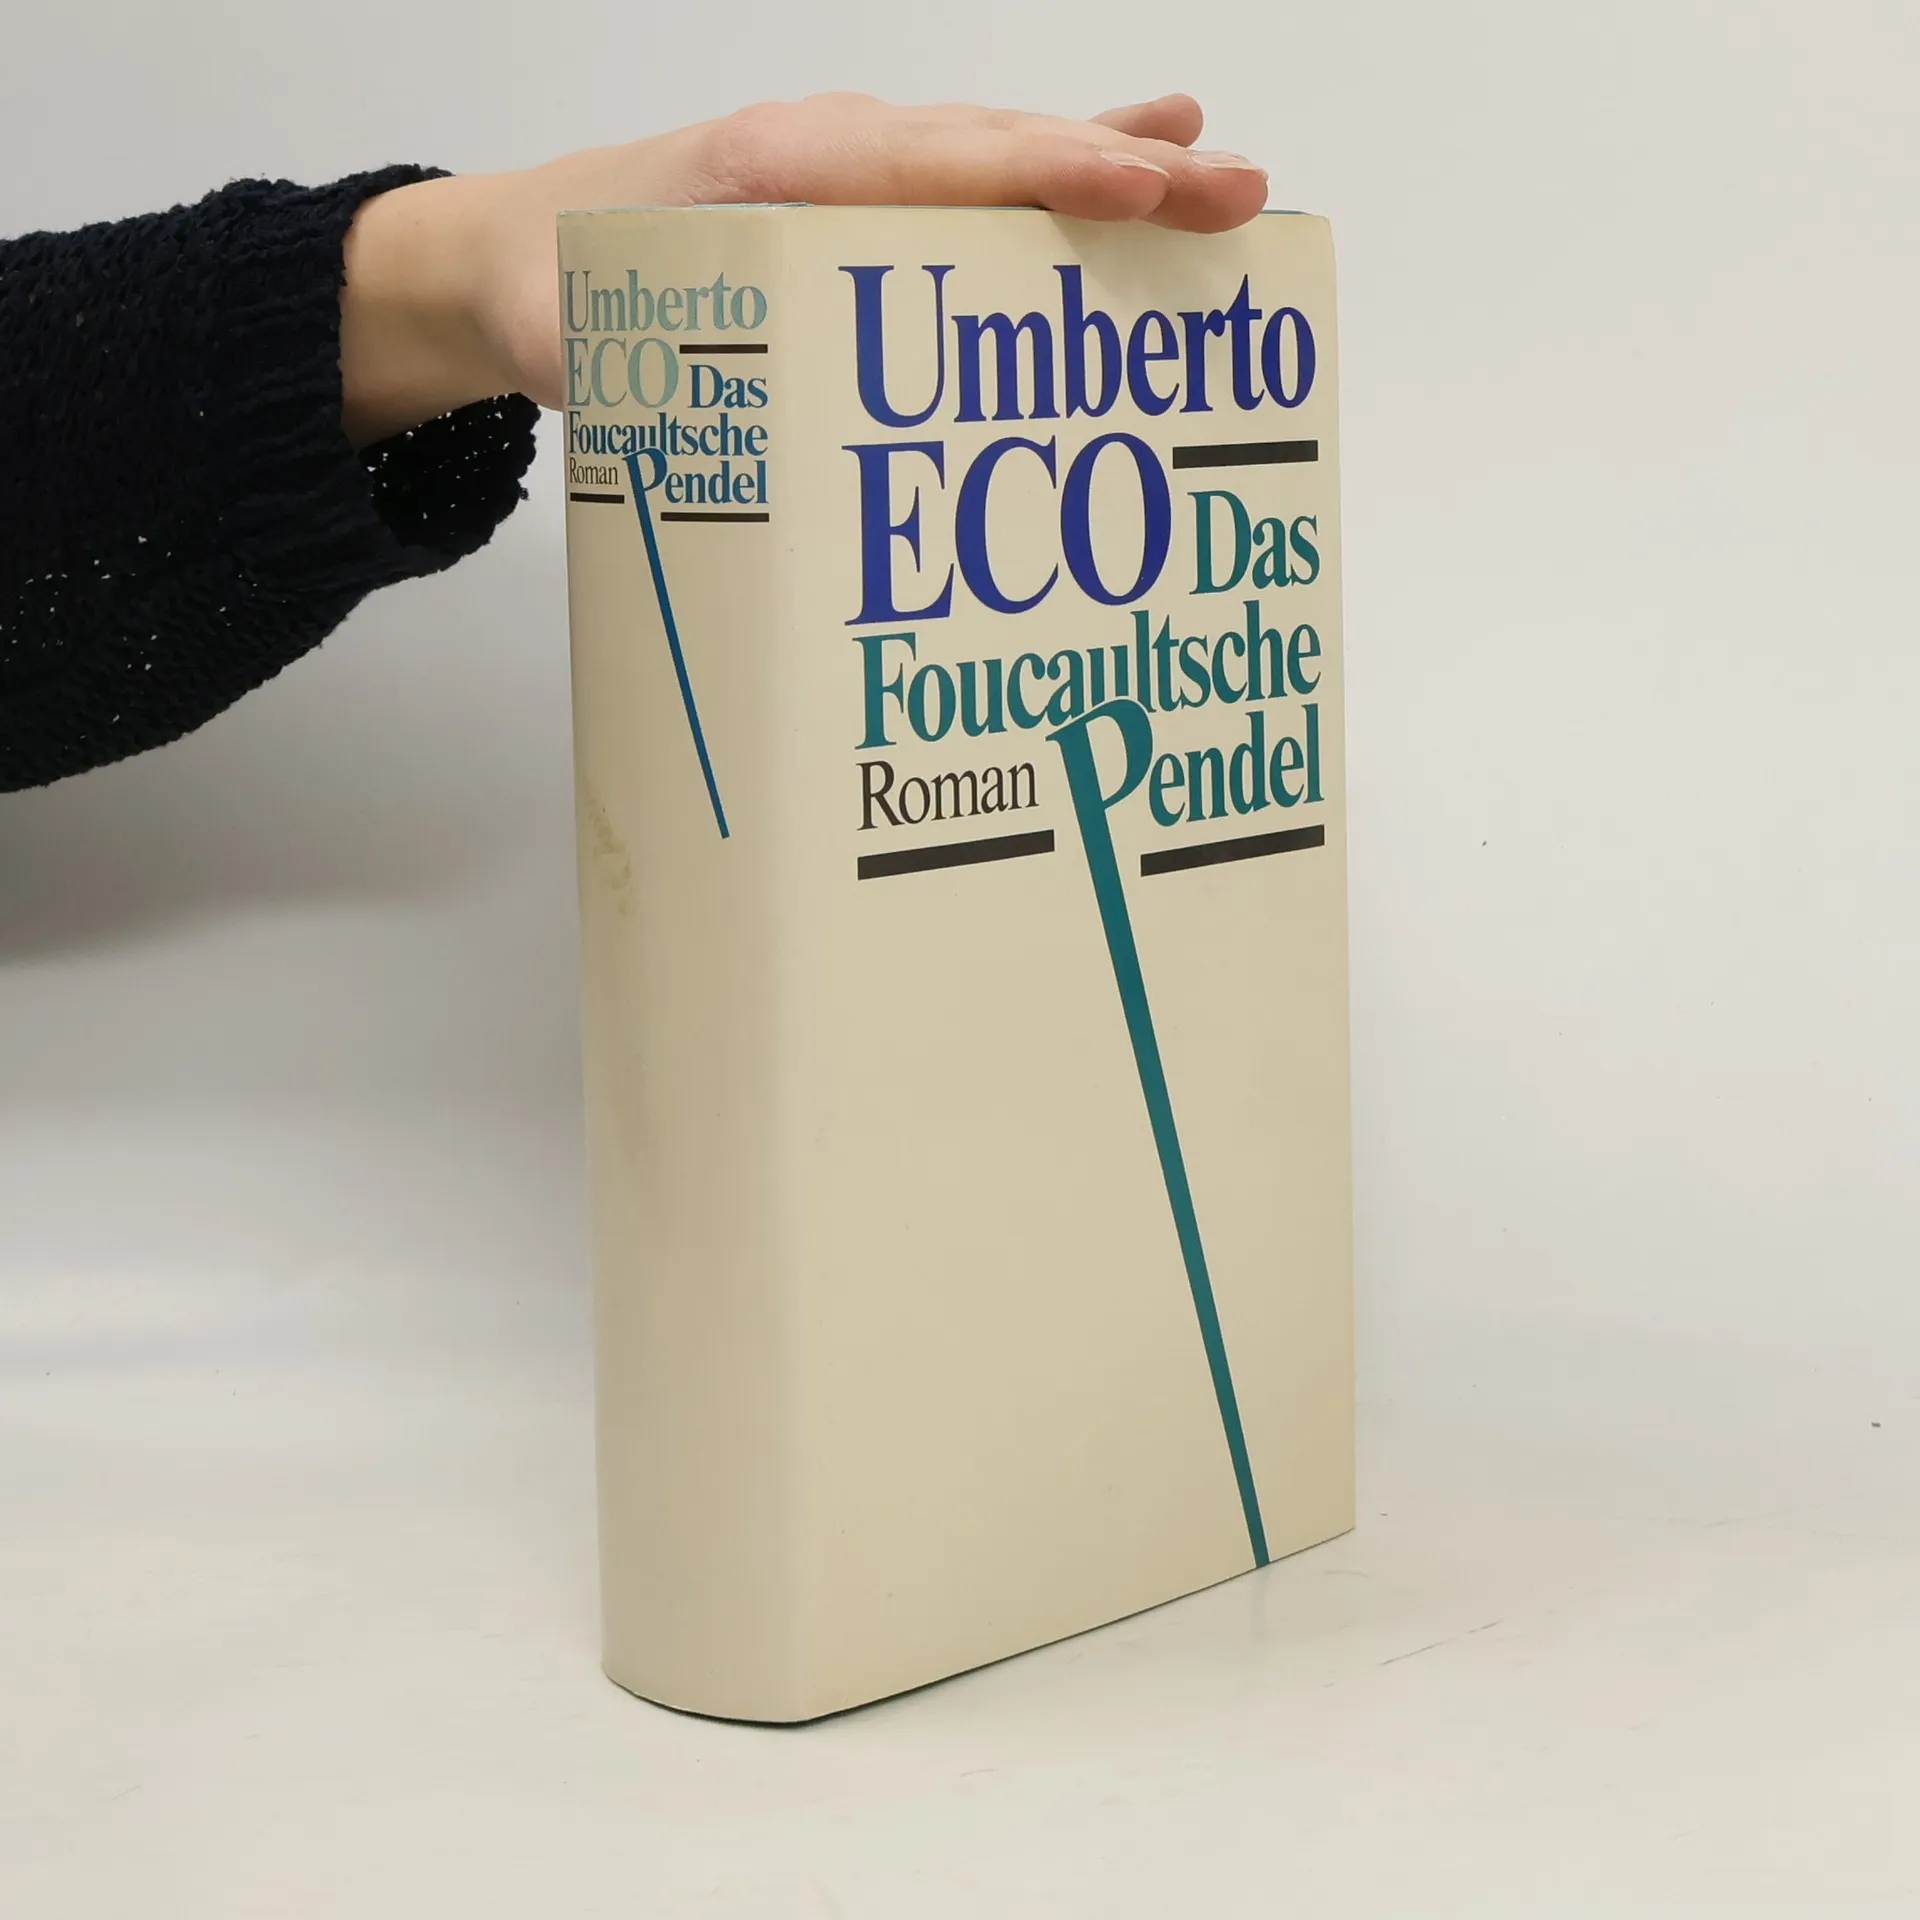 Umberto
ECO Das
Foucaultsche
Roman Pendel
Umberto
ECO Das
Foucaultsche
Roman Pendel